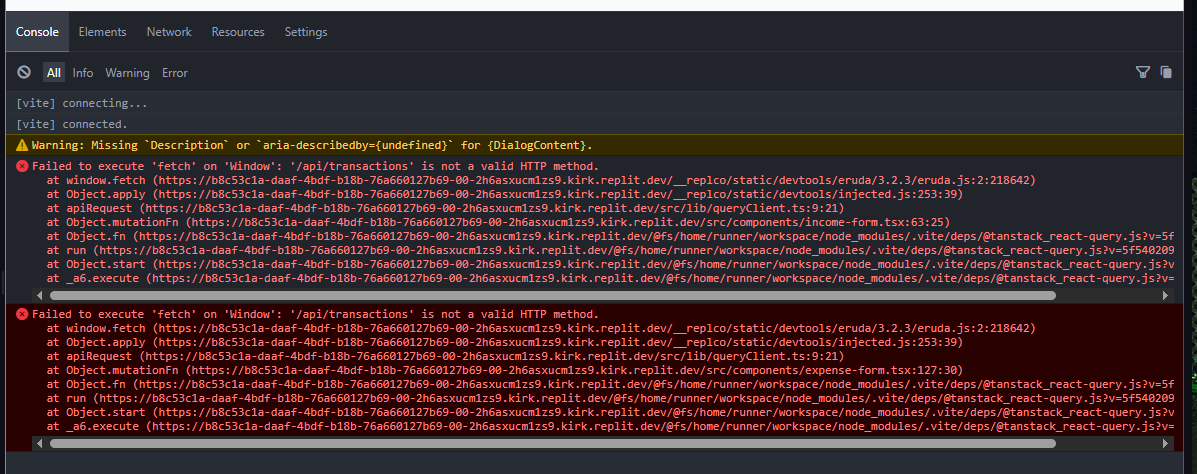 Console Elements Network Resources Settings
All Info Warning Error
[vite] connecting...
[vite] connected.
Warning: Missing `Description` or `aria-describedby={undefined}` for {DialogContent}.
Failed to execute 'fetch' on 'Window': '/api/transactions' is not a valid HTTP method.
at window.fetch (https://b8c53c1a-daaf-4bdf-b18b-76a660127b69-00-2h6asxucm1zs9.kirk.replit.dev/__replco/static/devtools/eruda/3.2.3/eruda.js:2:218642)
at Object.apply (https://b8c53c1a-daaf-4bdf-b18b-76a660127b69-00-2h6asxucm1zs9.kirk.replit.dev/__replco/static/devtools/injected.js:253:39)
at apiRequest (https://b8c53c1a-daaf-4bdf-b18b-76a660127b69-00-2h6asxucm1zs9.kirk.replit.dev/src/lib/queryClient.ts:9:21)
at Object.mutationFn (https://b8c53c1a-daaf-4bdf-b18b-76a660127b69-00-2h6asxucm1zs9.kirk.replit.dev/src/components/income-form.tsx:63:25)
at Object.fn (https://b8c53c1a-daaf-4bdf-b18b-76a660127b69-00-2h6asxucm1zs9.kirk.replit.dev/@fs/home/runner/workspace/node_modules/.vite/deps/@tanstack_react-query.js?v=5f
at run (https://b8c53c1a-daaf-4bdf-b18b-76a660127b69-00-2h6asxucm1zs9.kirk.replit.dev/@fs/home/runner/workspace/node_modules/.vite/deps/@tanstack_react-query.js?v=5f540209
at Object.start (https://b8c53c1a-daaf-4bdf-b18b-76a660127b69-00-2h6asxucm1zs9.kirk.replit.dev/@fs/home/runner/workspace/node_modules/.vite/deps/@tanstack_react-query.js?v
at _a6.execute (https://b8c53c1a-daaf-4bdf-b18b-76a660127b69-00-2h6asxucm1zs9.kirk.replit.dev/@fs/home/runner/workspace/node_modules/.vite/deps/@tanstack_react-query.js?v=
Failed to execute 'fetch' on 'Window': '/api/transactions' is not a valid HTTP method.
at window.fetch (https://b8c53c1a-daaf-4bdf-b18b-76a660127b69-00-2h6asxucm1zs9.kirk.replit.dev/__replco/static/devtools/eruda/3.2.3/eruda.js:2:218642)
at Object.apply (https://b8c53c1a-daaf-4bdf-b18b-76a660127b69-00-2h6asxucm1zs9.kirk.replit.dev/__replco/static/devtools/injected.js:253:39)
at apiRequest (https://b8c53c1a-daaf-4bdf-b18b-76a660127b69-00-2h6asxucm1zs9.kirk.replit.dev/src/lib/queryClient.ts:9:21)
at Object.mutationFn (https://b8c53c1a-daaf-4bdf-b18b-76a660127b69-00-2h6asxucm1zs9.kirk.replit.dev/src/components/expense-form.tsx:127:30)
at Object.fn (https://b8c53c1a-daaf-4bdf-b18b-76a660127b69-00-2h6asxucm1zs9.kirk.replit.dev/@fs/home/runner/workspace/node_modules/.vite/deps/@tanstack_react-query.js?v=5f
at run (https://b8c53c1a-daaf-4bdf-b18b-76a660127b69-00-2h6asxucm1zs9.kirk.replit.dev/@fs/home/runner/workspace/node_modules/.vite/deps/@tanstack_react-query.js?v=5f540209
at Object.start (https://b8c53c1a-daaf-4bdf-b18b-76a660127b69-00-2h6asxucm1zs9.kirk.replit.dev/@fs/home/runner/workspace/node_modules/.vite/deps/@tanstack_react-query.js?v
at _a6.execute (https://b8c53c1a-daaf-4bdf-b18b-76a660127b69-00-2h6asxucm1zs9.kirk.replit.dev/@fs/home/runner/workspace/node_modules/.vite/deps/@tanstack_react-query.js?v=